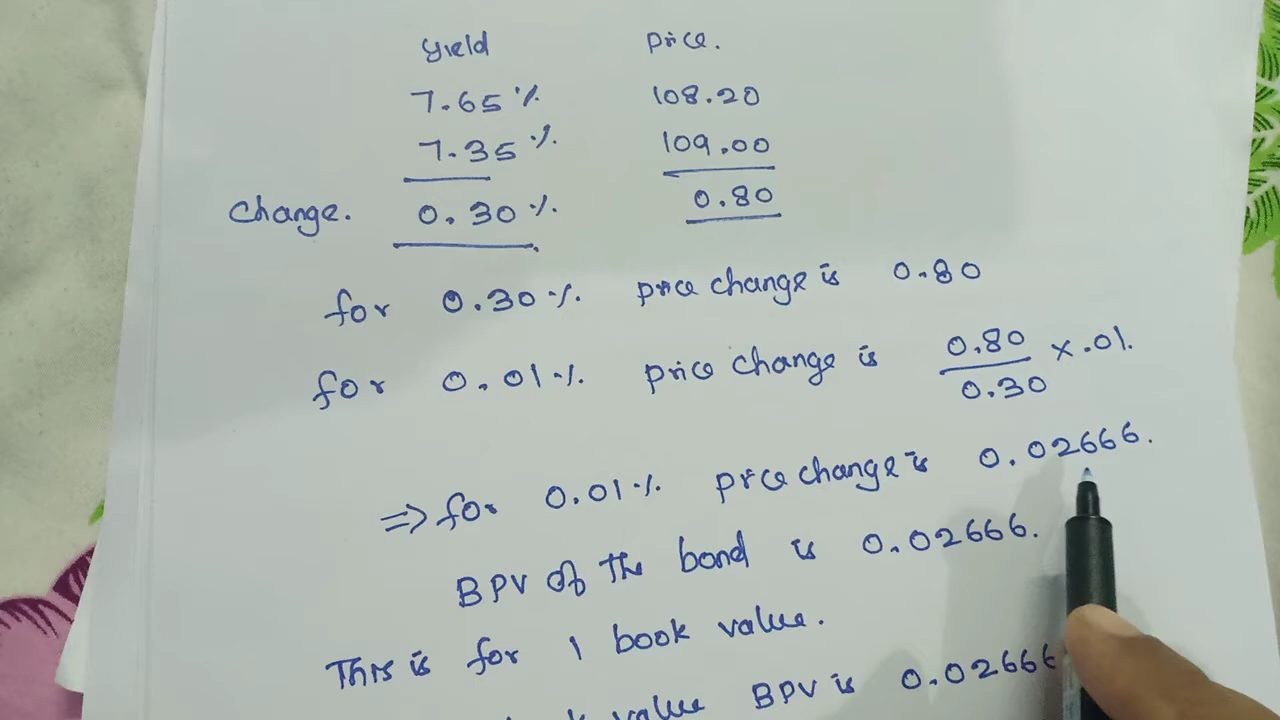 Yield Price.
7.65% 108.20
7.35% 109.00
Change. 0.30% 0.80
for 0.30% price change is 0.80
for 0.01% price change is 0.80/0.30 x .01.
⇒ for 0.01% price change is 0.02666.
BPV of the bond is 0.02666.
This is for 1 book value.
value BPV is 0.02666